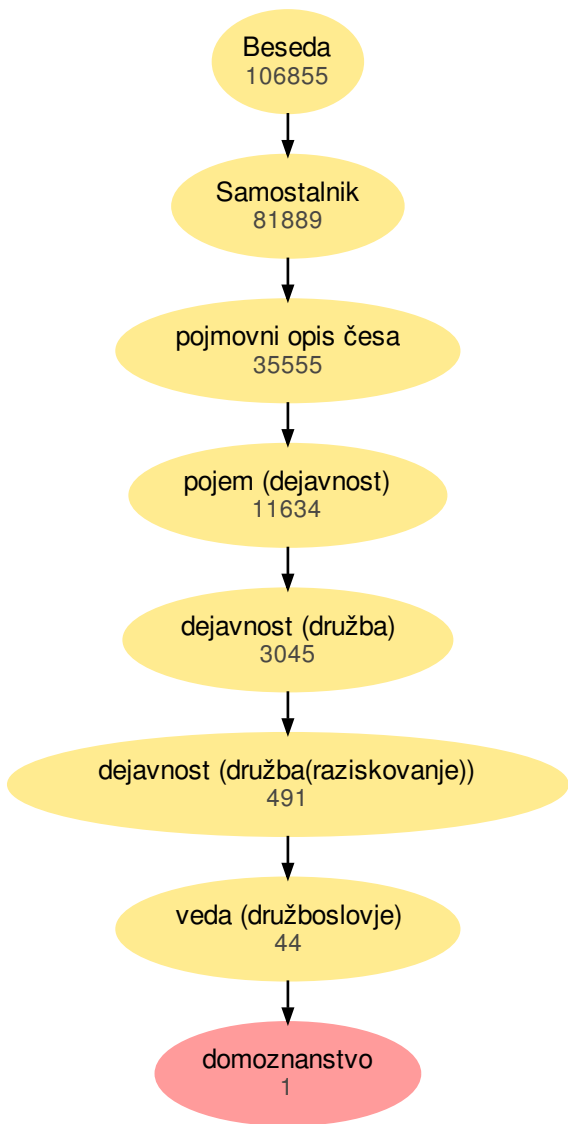 Beseda
106855
Samostalnik
81889
pojmovni opis česa
35555
pojem (dejavnost)
11634
dejavnost (družba)
3045
dejavnost (družba(raziskovanje))
491
veda (družboslovje)
44
domoznanstvo
1